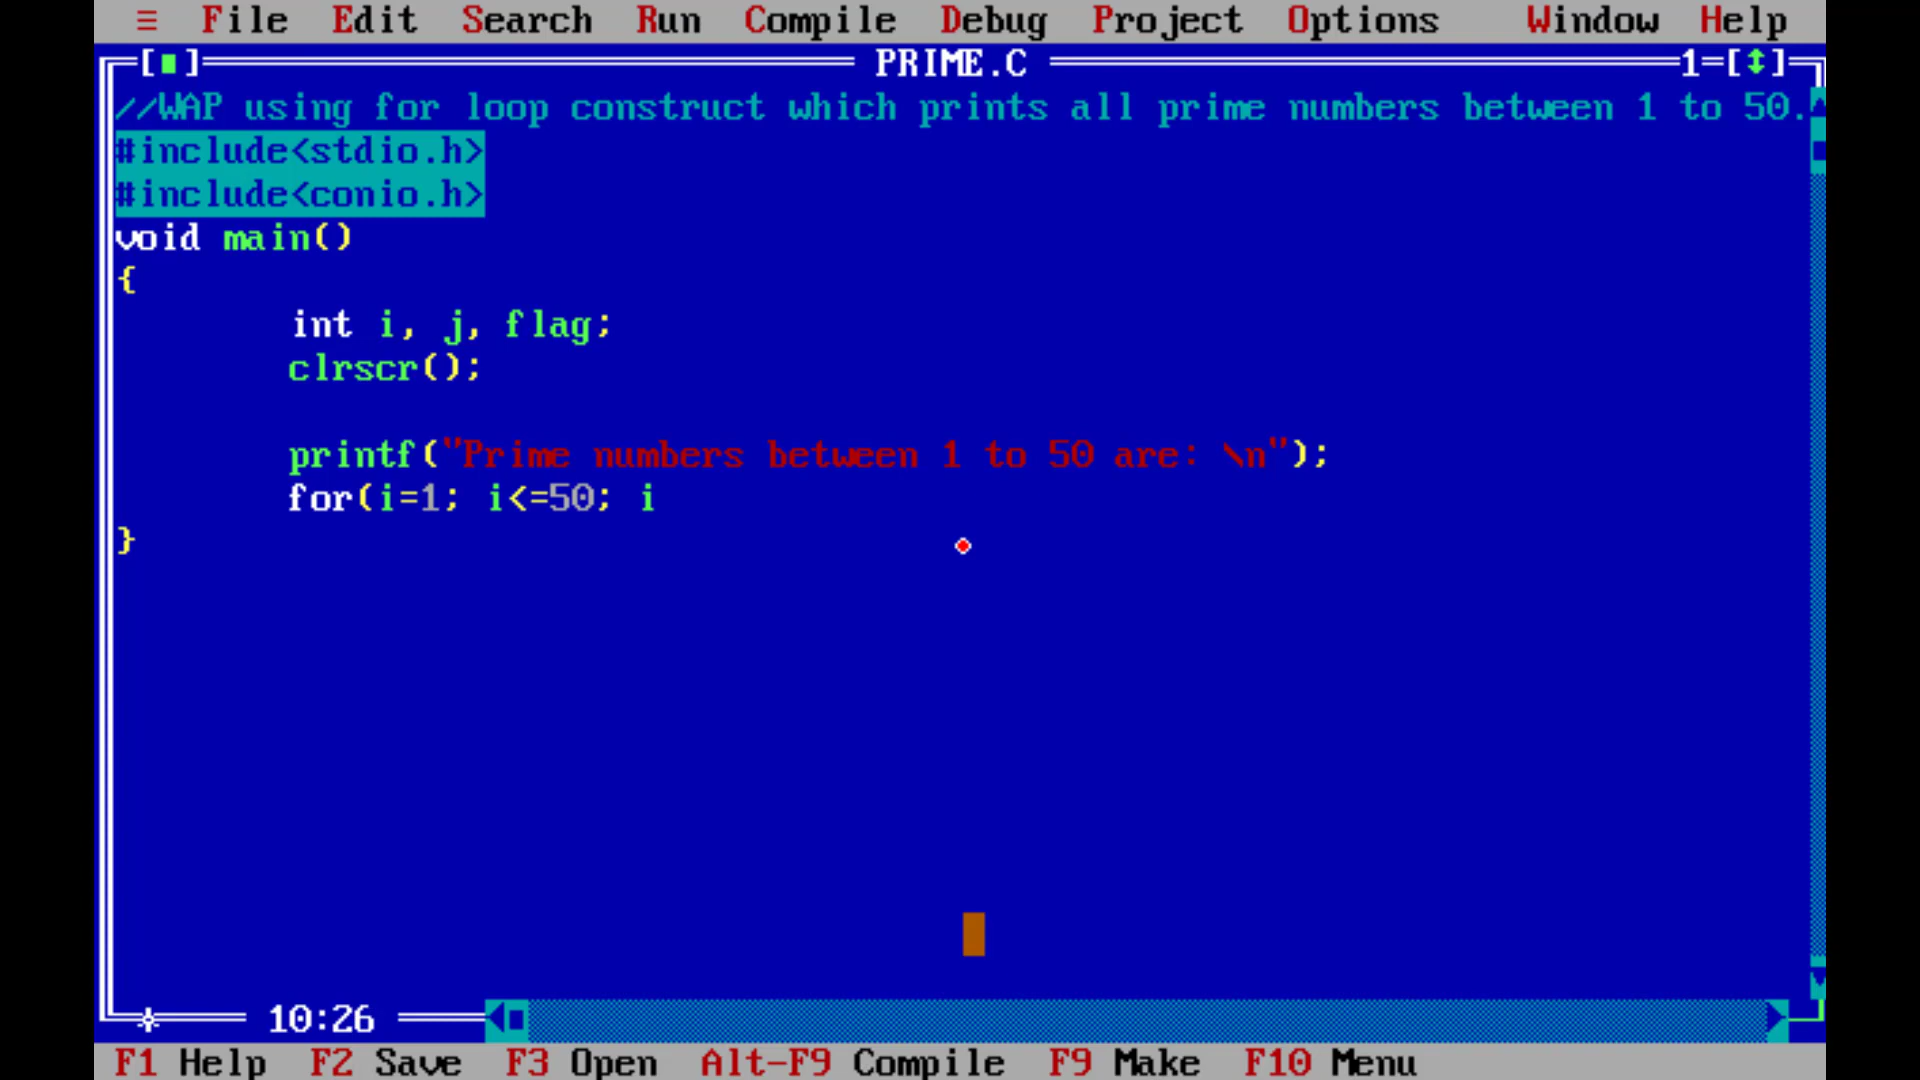 ≡ File Edit Search Run Compile Debug Project Options Window Help
[■] PRIME.C 1=[↕]
//WAP using for loop construct which prints all prime numbers between 1 to 50.
#include<stdio.h>
#include<conio.h>
void main()
{
int i, j, flag;
clrscr();
printf("Prime numbers between 1 to 50 are: \n");
for(i=1; i<=50; i
}
10:26
F1 Help F2 Save F3 Open Alt-F9 Compile F9 Make F10 Menu